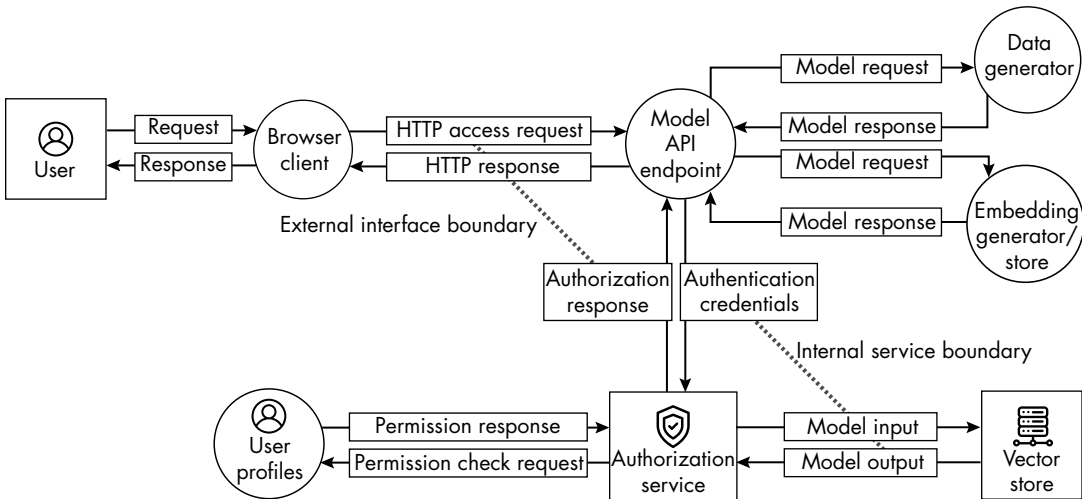 Data
generator
Model request
Request
Browser
client
HTTP access request
Model
API
endpoint
Model response
User
Response
HTTP response
Model request
External interface boundary
Model response
Embedding
generator/
store
Authorization
response
Authentication
credentials
Internal service boundary
User
profiles
Permission response
Permission check request
Authorization
service
Model input
Model output
Vector
store